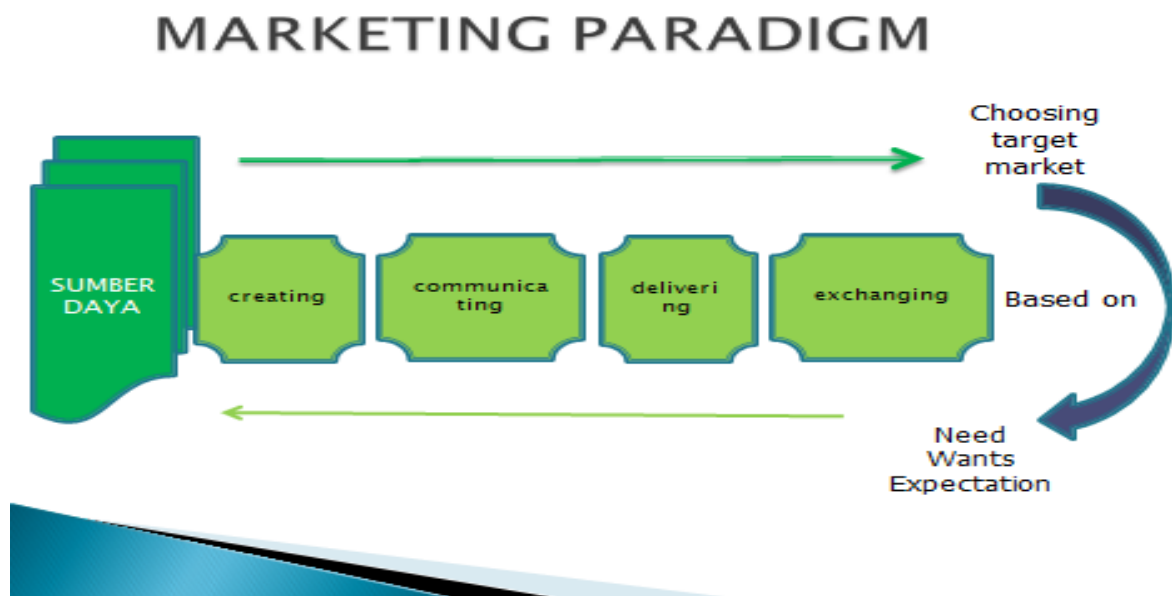 MARKETING PARADIGM
Choosing
target
market
SUMBER
DAYA
creating
communica
ting
deliveri
ng
exchanging
Based on
Need
Wants
Expectation